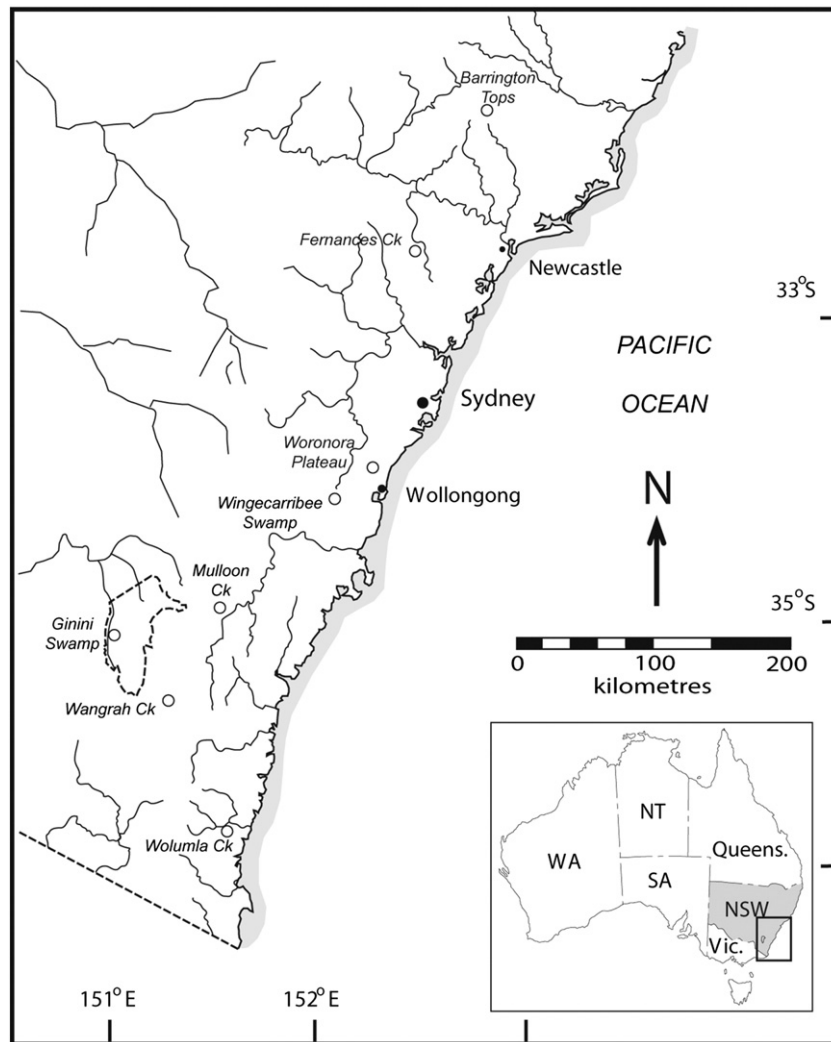 Barrington
Tops
Fernances Ck
Newcastle
33°S
PACIFIC
OCEAN
Sydney
Woronora
Plateau
Wollongong
Wingecarribee
Swamp
N
Mulloon
Ck
35°S
Ginini
Swamp
0 100 200
kilometres
Wangrah Ck
NT
Queens.
WA
SA
NSW
Vic.
Wolumla Ck
151°E 152°E